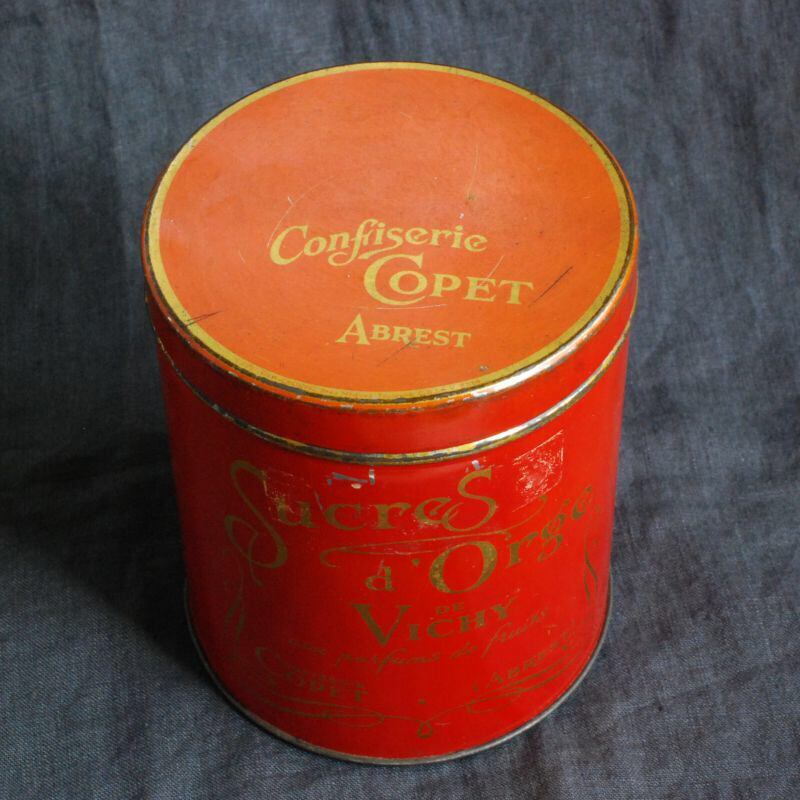 Confiserie
COPET
ABREST
Sucres
d'Orge
DE
VICHY
aux parfums de fruits
COPET
ABREST